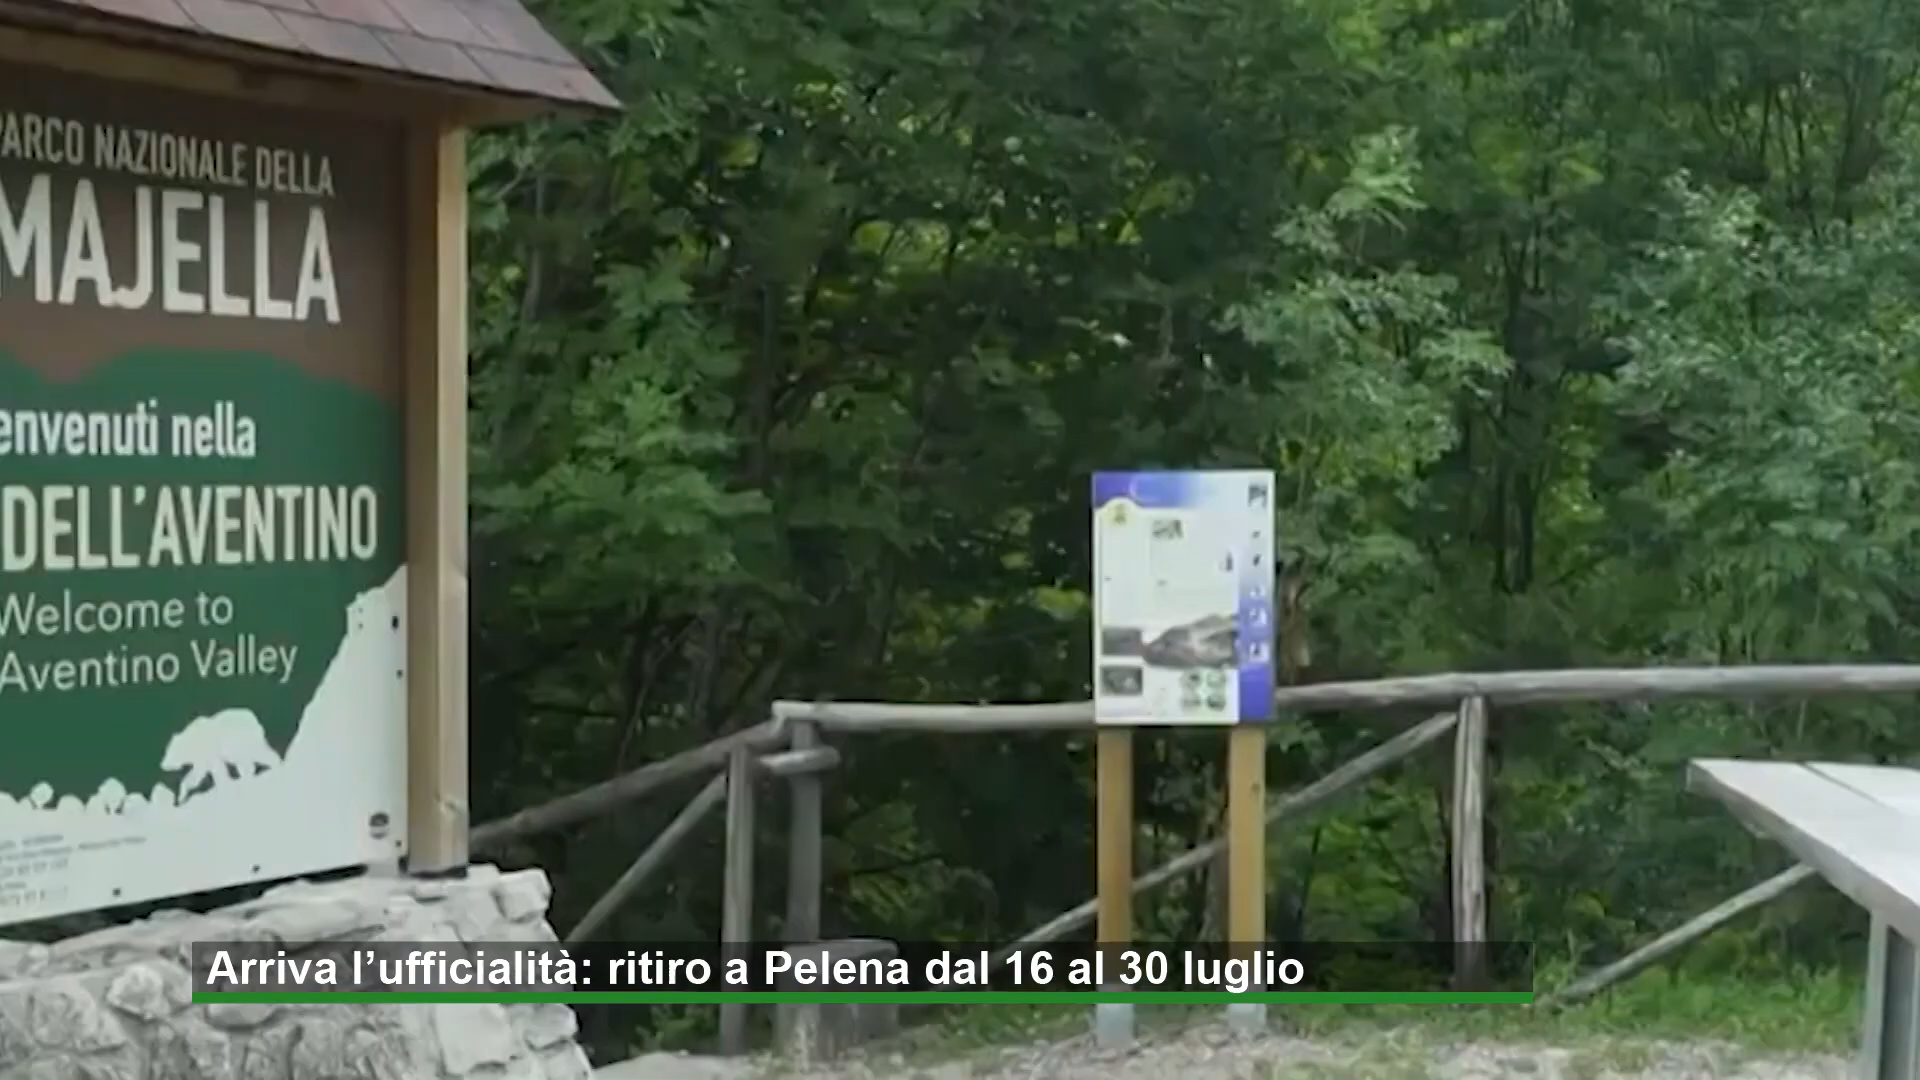 PARCO NAZIONALE DELLA
MAJELLA
envenuti nella
DELL'AVENTINO
Welcome to
Aventino Valley
Arriva l’ufficialità: ritiro a Pelena dal 16 al 30 luglio